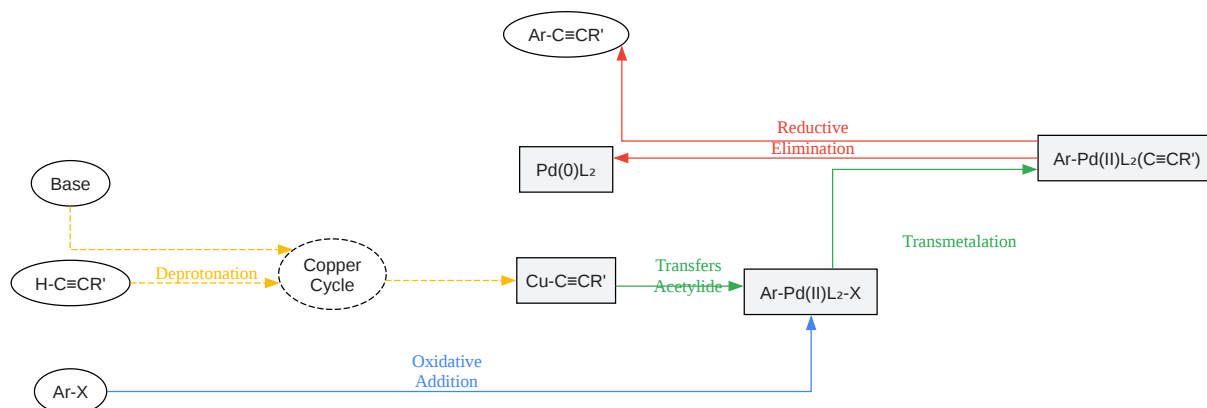 Ar-C≡CR'
Reductive
Elimination
Pd(0)L₂
Ar-Pd(II)L₂(C≡CR')
Base
Transmetalation
H-C≡CR'
Deprotonation
Copper
Cycle
Cu-C≡CR'
Transfers
Acetylide
Ar-Pd(II)L₂-X
Oxidative
Addition
Ar-X